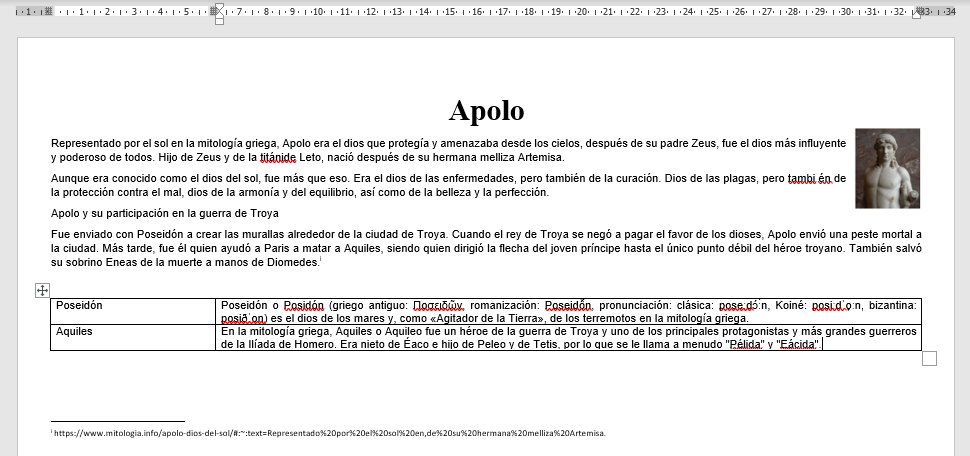 1 1 2 3 4 5 7 8 9 10 11 12 13 14 15 16 17 18 19 20 21 22 23 24 25 26 27 28 29 30 31 32 33 34
Apolo
Representado por el sol en la mitología griega, Apolo era el dios que protegía y amenazaba desde los cielos, después de su padre Zeus, fue el dios más influyente
y poderoso de todos. Hijo de Zeus y de la titánide Leto, nació después de su hermana melliza Artemisa.
Aunque era conocido como el dios del sol, fue más que eso. Era el dios de las enfermedades, pero también de la curación. Dios de las plagas, pero tambi én de
la protección contra el mal, dios de la armonía y del equilibrio, así como de la belleza y la perfección.
Apolo y su participación en la guerra de Troya
Fue enviado con Poseidón a crear las murallas alrededor de la ciudad de Troya. Cuando el rey de Troya se negó a pagar el favor de los dioses, Apolo envió una peste mortal a
la ciudad. Más tarde, fue él quien ayudó a Paris a matar a Aquiles, siendo quien dirigió la flecha del joven príncipe hasta el único punto débil del héroe troyano. También salvó
su sobrino Eneas de la muerte a manos de Diomedes.i
Poseidón
Poseidón o Posidón (griego antiguo: Ποσειδῶν, romanización: Poseidōn, pronunciación: clásica: pose:dɔ́:n, Koiné: posi:dˈo:n, bizantina:
posiðˈon) es el dios de los mares y, como «Agitador de la Tierra», de los terremotos en la mitología griega.
Aquiles
En la mitología griega, Aquiles o Aquileo fue un héroe de la guerra de Troya y uno de los principales protagonistas y más grandes guerreros
de la Ilíada de Homero. Era nieto de Éaco e hijo de Peleo y de Tetis, por lo que se le llama a menudo "Pélida" y "Eácida".
i https://www.mitologia.info/apolo-dios-del-sol/#:~:text=Representado%20por%20el%20sol%20en,de%20su%20hermana%20melliza%20Artemisa.